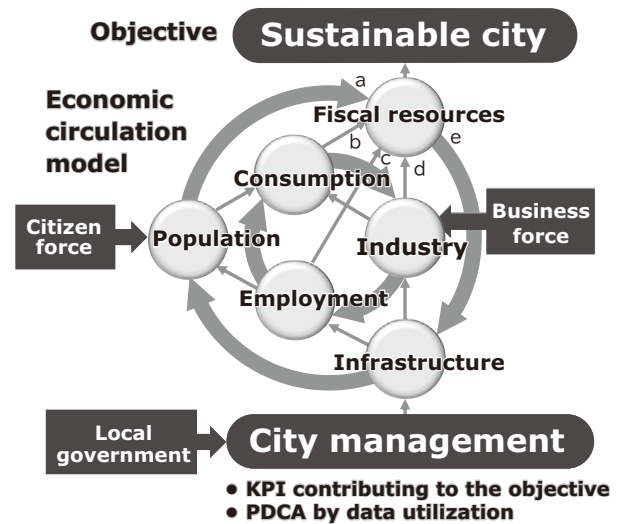 Objective
Sustainable city
Economic
circulation
model
a
Fiscal resources
b
c
d
e
Consumption
Citizen
force
Population
Industry
Business
force
Employment
Infrastructure
Local
government
City management
• KPI contributing to the objective
• PDCA by data utilization